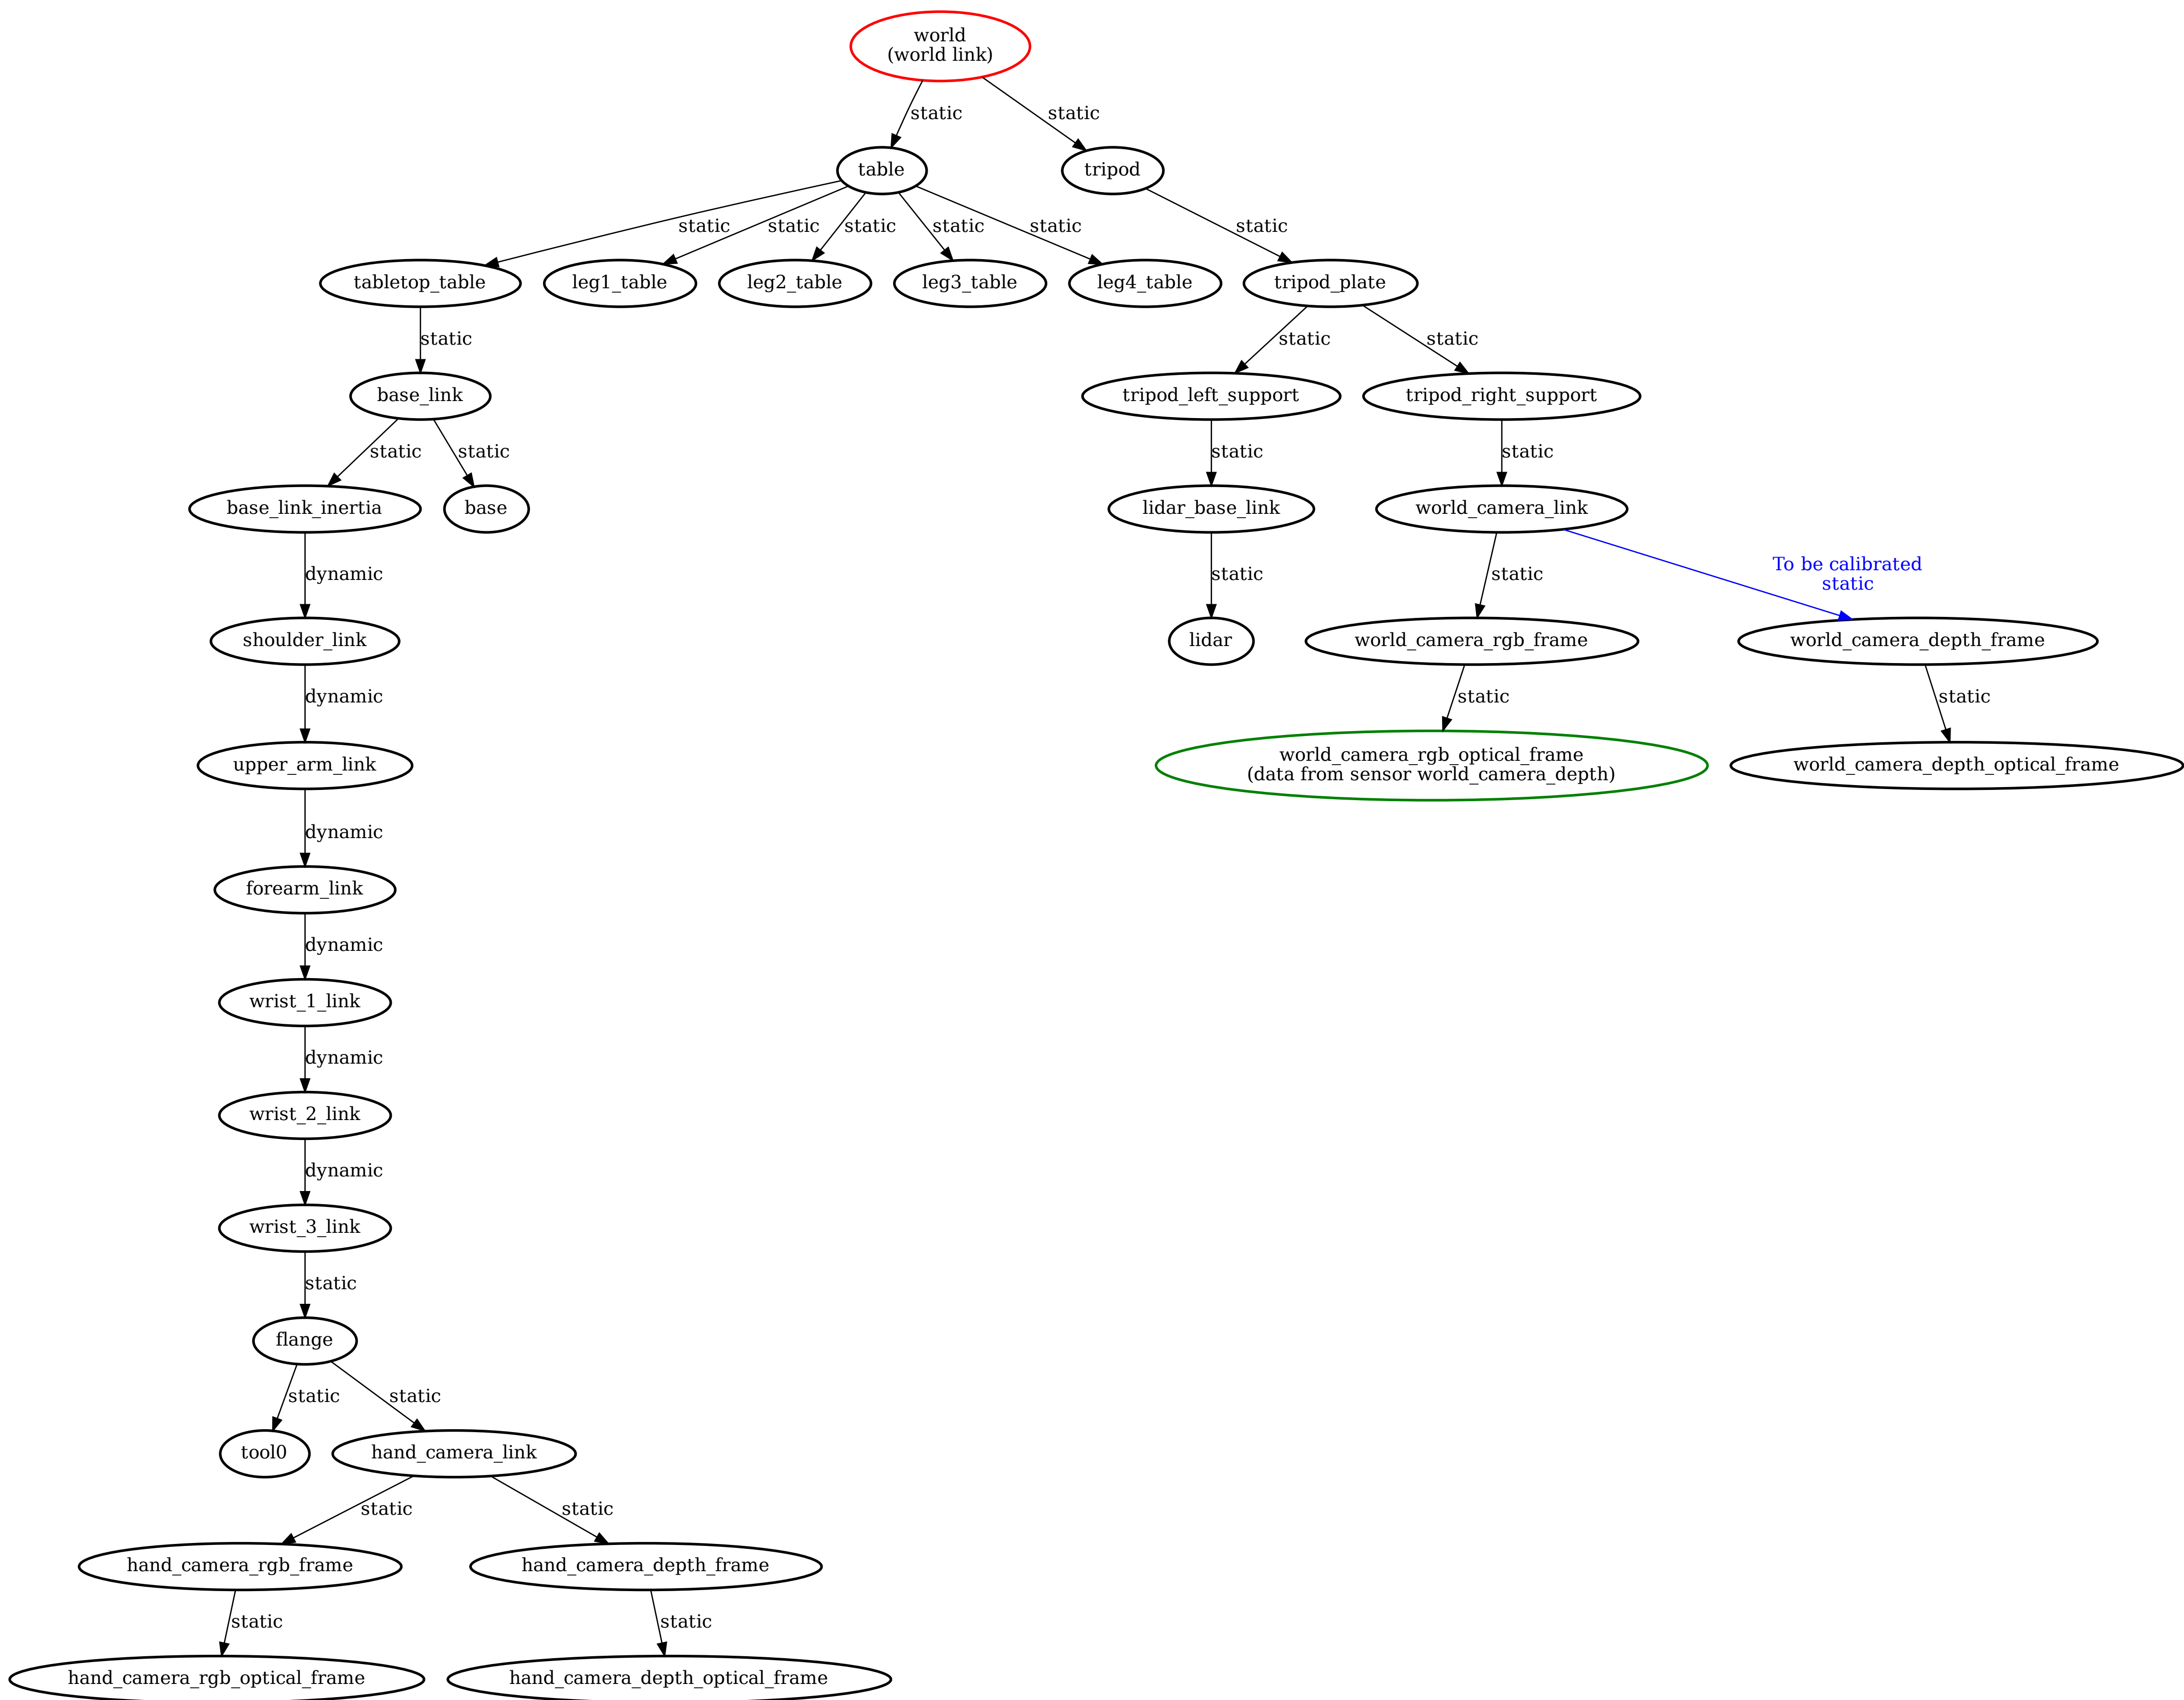 world
(world link)
static
static
table
tripod
static
static
static
static
static
static
tabletop_table
leg1_table
leg2_table
leg3_table
leg4_table
tripod_plate
static
static
static
base_link
tripod_left_support
tripod_right_support
static
static
static
static
base_link_inertia
base
lidar_base_link
world_camera_link
dynamic
static
static
To be calibrated
static
shoulder_link
lidar
world_camera_rgb_frame
world_camera_depth_frame
dynamic
static
static
upper_arm_link
world_camera_rgb_optical_frame
(data from sensor world_camera_depth)
world_camera_depth_optical_frame
dynamic
forearm_link
dynamic
wrist_1_link
dynamic
wrist_2_link
dynamic
wrist_3_link
static
flange
static
static
tool0
hand_camera_link
static
static
hand_camera_rgb_frame
hand_camera_depth_frame
static
static
hand_camera_rgb_optical_frame
hand_camera_depth_optical_frame